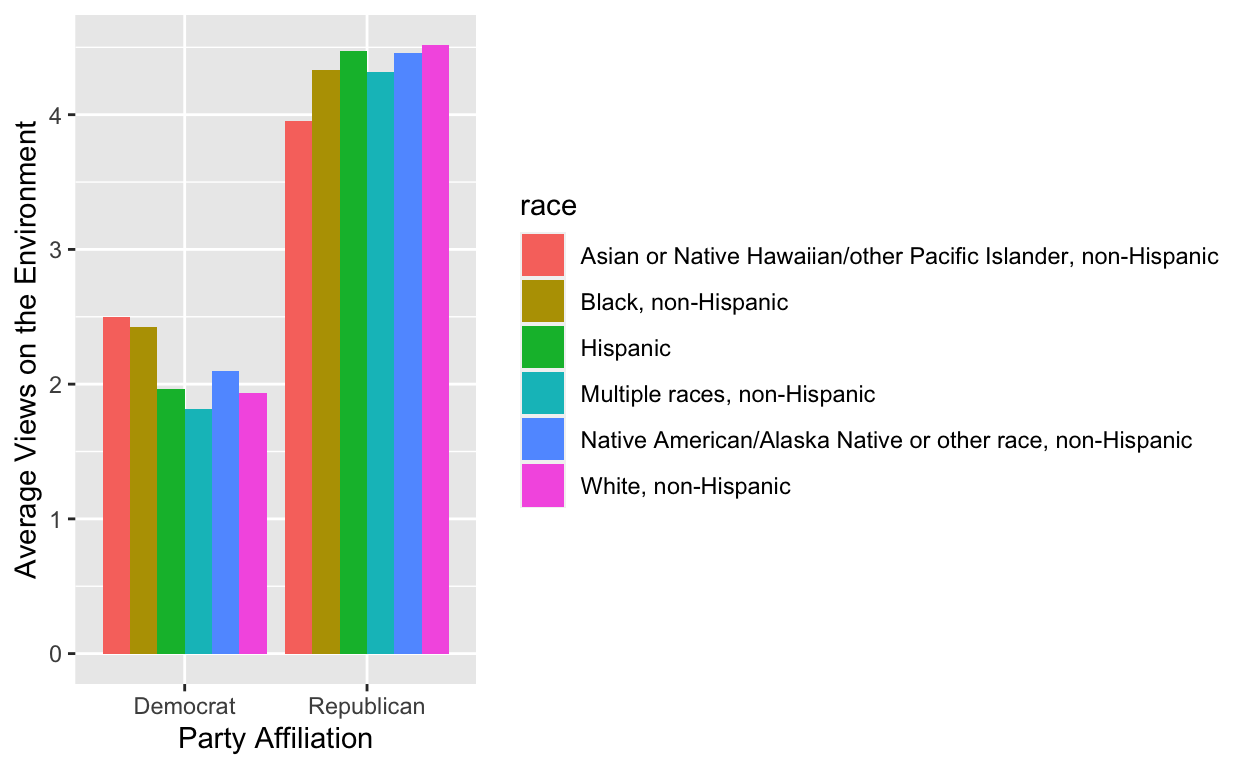 Average Views on the Environment
4
3
2
1
0
Democrat
Republican
Party Affiliation
race
Asian or Native Hawaiian/other Pacific Islander, non-Hispanic
Black, non-Hispanic
Hispanic
Multiple races, non-Hispanic
Native American/Alaska Native or other race, non-Hispanic
White, non-Hispanic